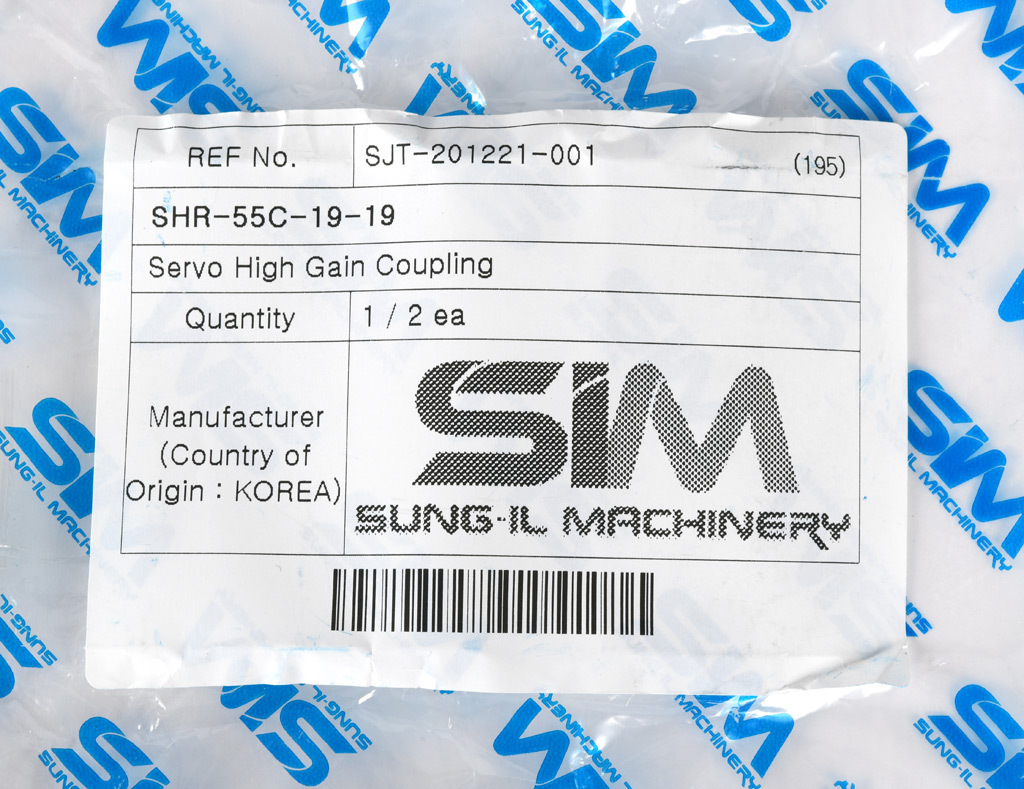 REF No. SJT-201221-001 (195)
SHR-55C-19-19
Servo High Gain Coupling
Quantity 1 / 2 ea
Manufacturer
(Country of
Origin : KOREA)
SIM
SUNG-IL MACHINERY